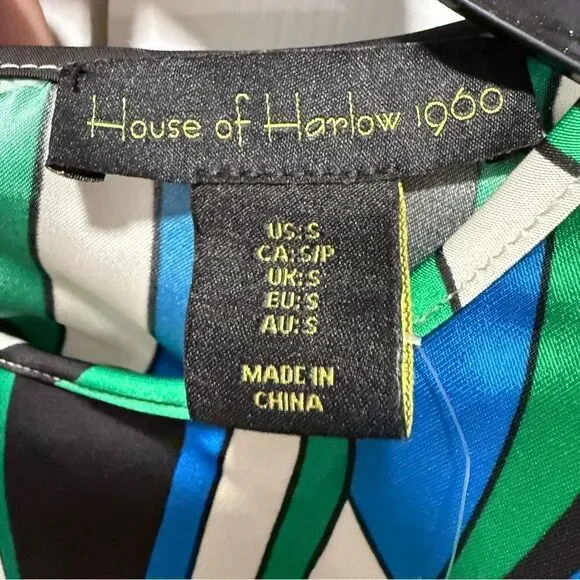 House of Harlow 1960
US: S
CA: S/P
UK: S
EU: S
AU: S
MADE IN
CHINA